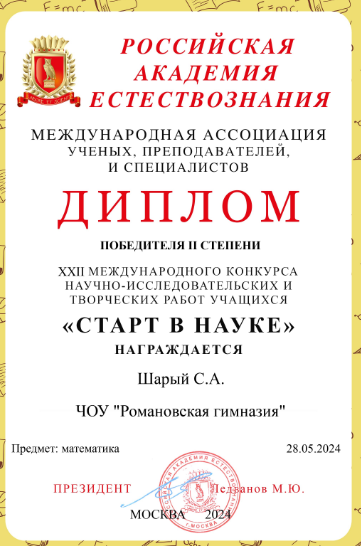 РОССИЙСКАЯ
АКАДЕМИЯ
ЕСТЕСТВОЗНАНИЯ
МЕЖДУНАРОДНАЯ АССОЦИАЦИЯ
УЧЕНЫХ, ПРЕПОДАВАТЕЛЕЙ,
И СПЕЦИАЛИСТОВ
ДИПЛОМ
ПОБЕДИТЕЛЯ II СТЕПЕНИ
XXII МЕЖДУНАРОДНОГО КОНКУРСА
НАУЧНО-ИССЛЕДОВАТЕЛЬСКИХ И
ТВОРЧЕСКИХ РАБОТ УЧАЩИХСЯ
«СТАРТ В НАУКЕ»
НАГРАЖДАЕТСЯ
Шарый С.А.
ЧОУ "Романовская гимназия"
Предмет: математика 28.05.2024
ПРЕЗИДЕНТ Ледванов М.Ю.
МОСКВА 2024